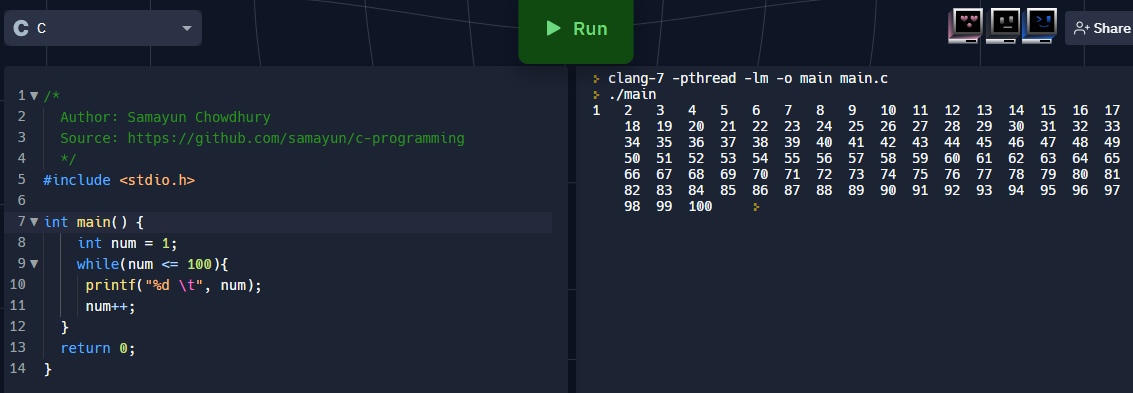 C C
Run
Share
1 /*
2 Author: Samayun Chowdhury
3 Source: https://github.com/samayun/c-programming
4 */
5 #include <stdio.h>
6
7 int main() {
8 int num = 1;
9 while(num <= 100){
10 printf("%d \t", num);
11 num++;
12 }
13 return 0;
14 }
clang-7 -pthread -lm -o main main.c
./main
1 2 3 4 5 6 7 8 9 10 11 12 13 14 15 16 17
18 19 20 21 22 23 24 25 26 27 28 29 30 31 32 33
34 35 36 37 38 39 40 41 42 43 44 45 46 47 48 49
50 51 52 53 54 55 56 57 58 59 60 61 62 63 64 65
66 67 68 69 70 71 72 73 74 75 76 77 78 79 80 81
82 83 84 85 86 87 88 89 90 91 92 93 94 95 96 97
98 99 100